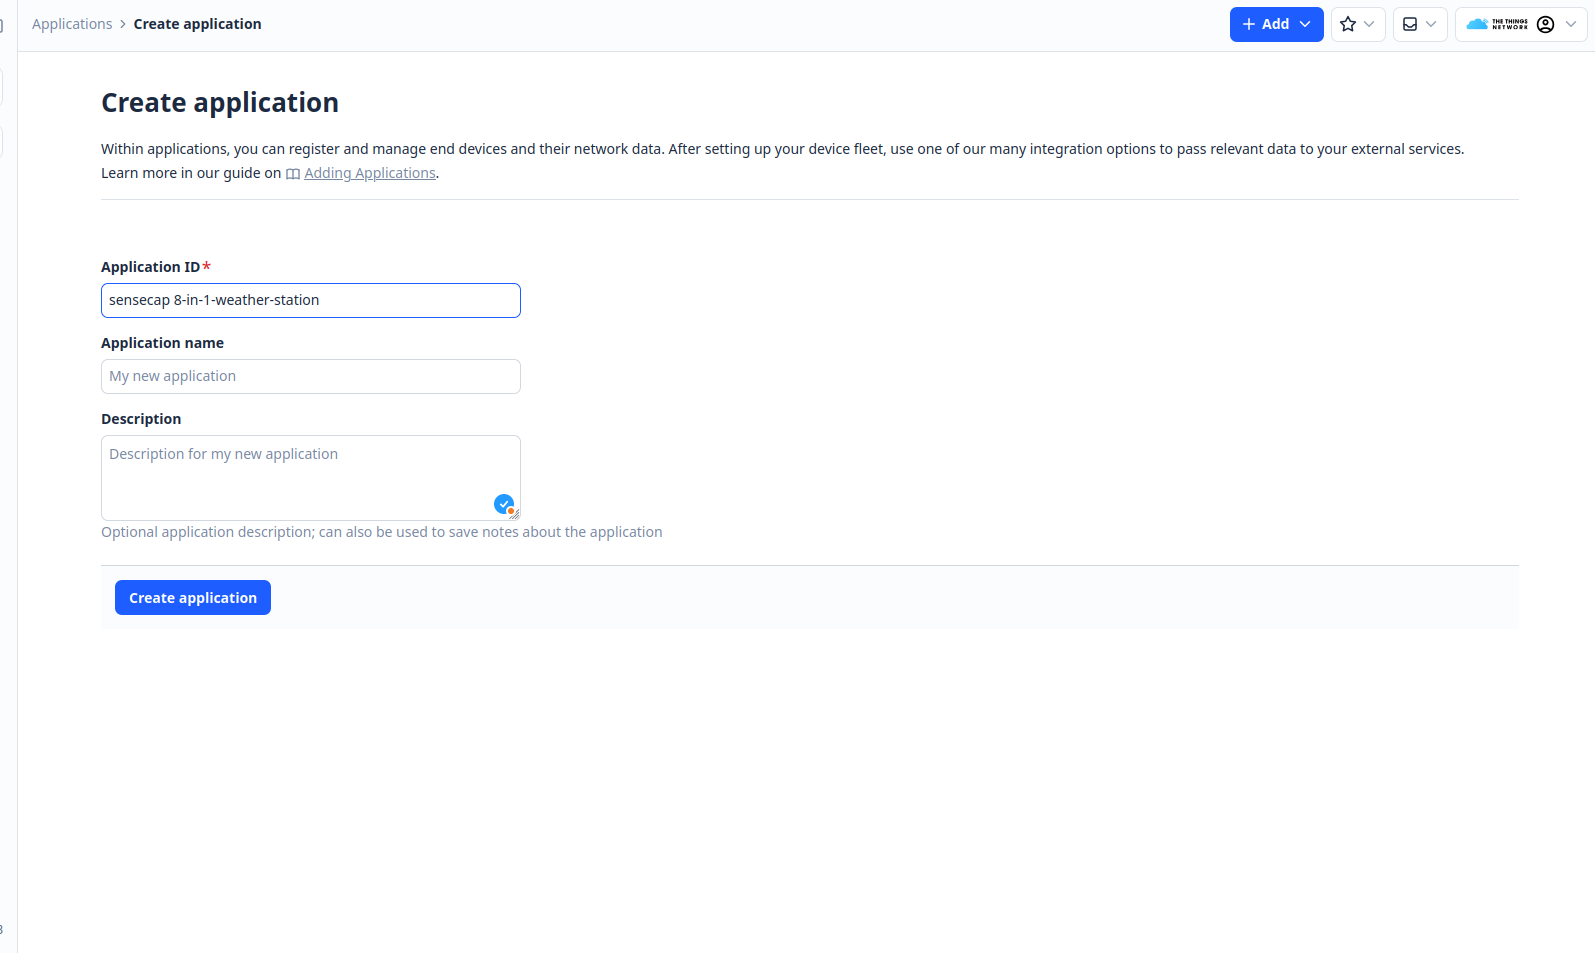 Applications > Create application
+ Add
THE THINGS
NETWORK
Create application
Within applications, you can register and manage end devices and their network data. After setting up your device fleet, use one of our many integration options to pass relevant data to your external services.
Learn more in our guide on Adding Applications.
Application ID*
sensecap 8-in-1-weather-station
Application name
My new application
Description
Description for my new application
Optional application description; can also be used to save notes about the application
Create application